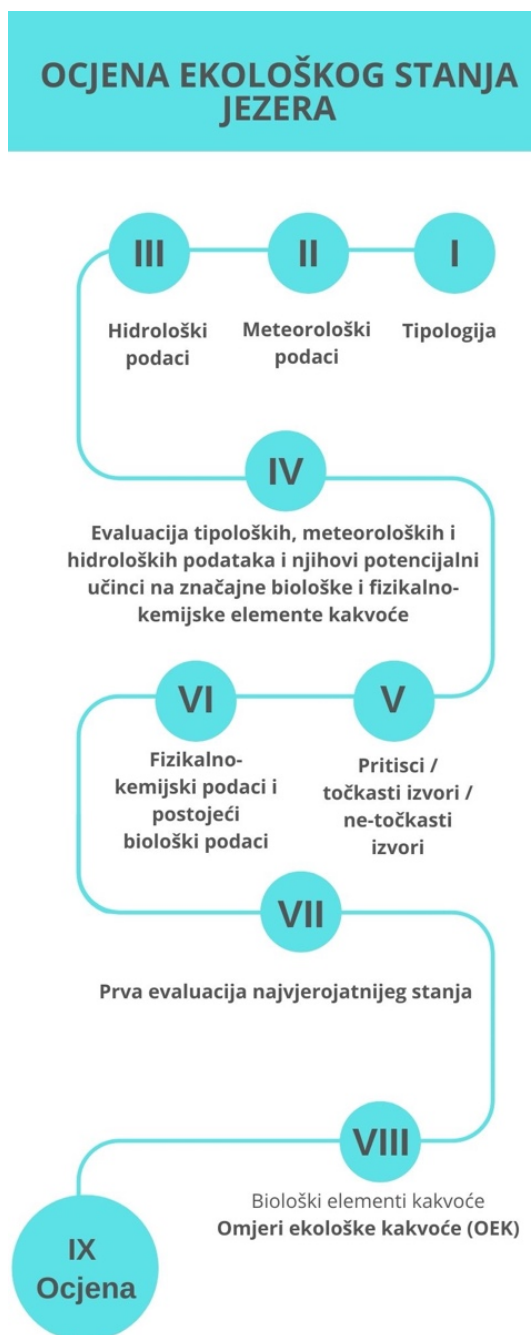 OCJENA EKOLOŠKOG STANJA
JEZERA
III
II
I
Hidrološki
podaci
Meteorološki
podaci
Tipologija
IV
Evaluacija tipoloških, meteoroloških i
hidroloških podataka i njihovi potencijalni
učinci na značajne biološke i fizikalno-
kemijske elemente kakvoće
VI
V
Fizikalno-
kemijski podaci i
postojeći
biološki podaci
Pritisci /
točkasti izvori /
ne-točkasti
izvori
VII
Prva evaluacija najvjerojatnijeg stanja
VIII
Biološki elementi kakvoće
Omjeri ekološke kakvoće (OEK)
IX
Ocjena